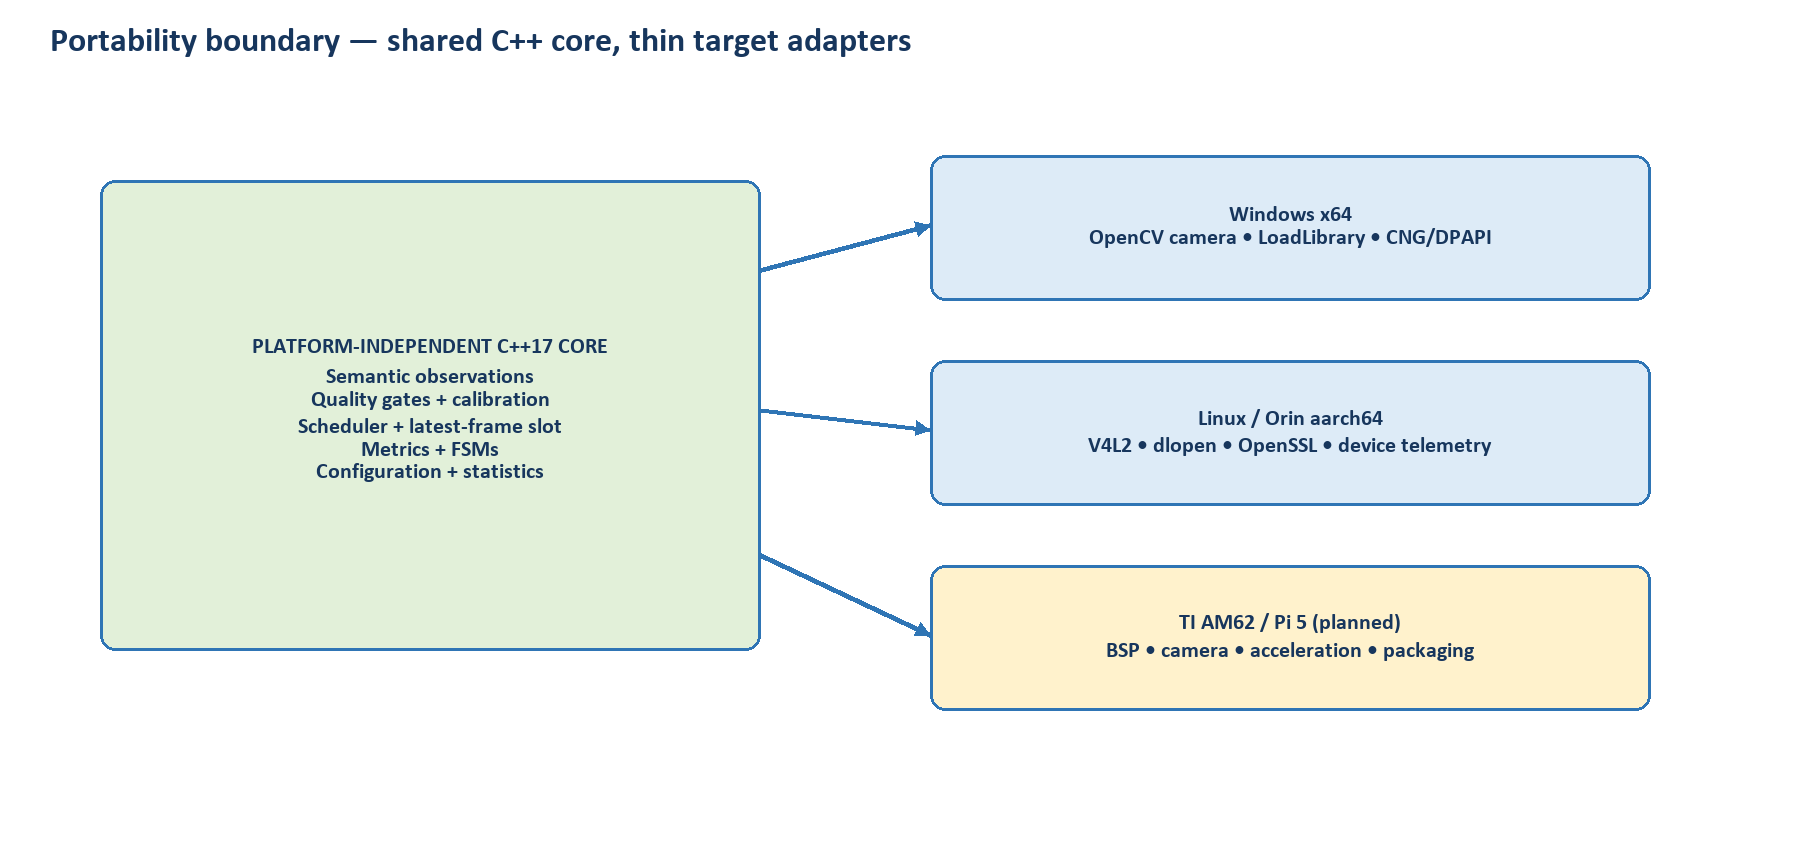 Portability boundary — shared C++ core, thin target adapters
PLATFORM-INDEPENDENT C++17 CORE
Semantic observations
Quality gates + calibration
Scheduler + latest-frame slot
Metrics + FSMs
Configuration + statistics
Windows x64
OpenCV camera • LoadLibrary • CNG/DPAPI
Linux / Orin aarch64
V4L2 • dlopen • OpenSSL • device telemetry
TI AM62 / Pi 5 (planned)
BSP • camera • acceleration • packaging